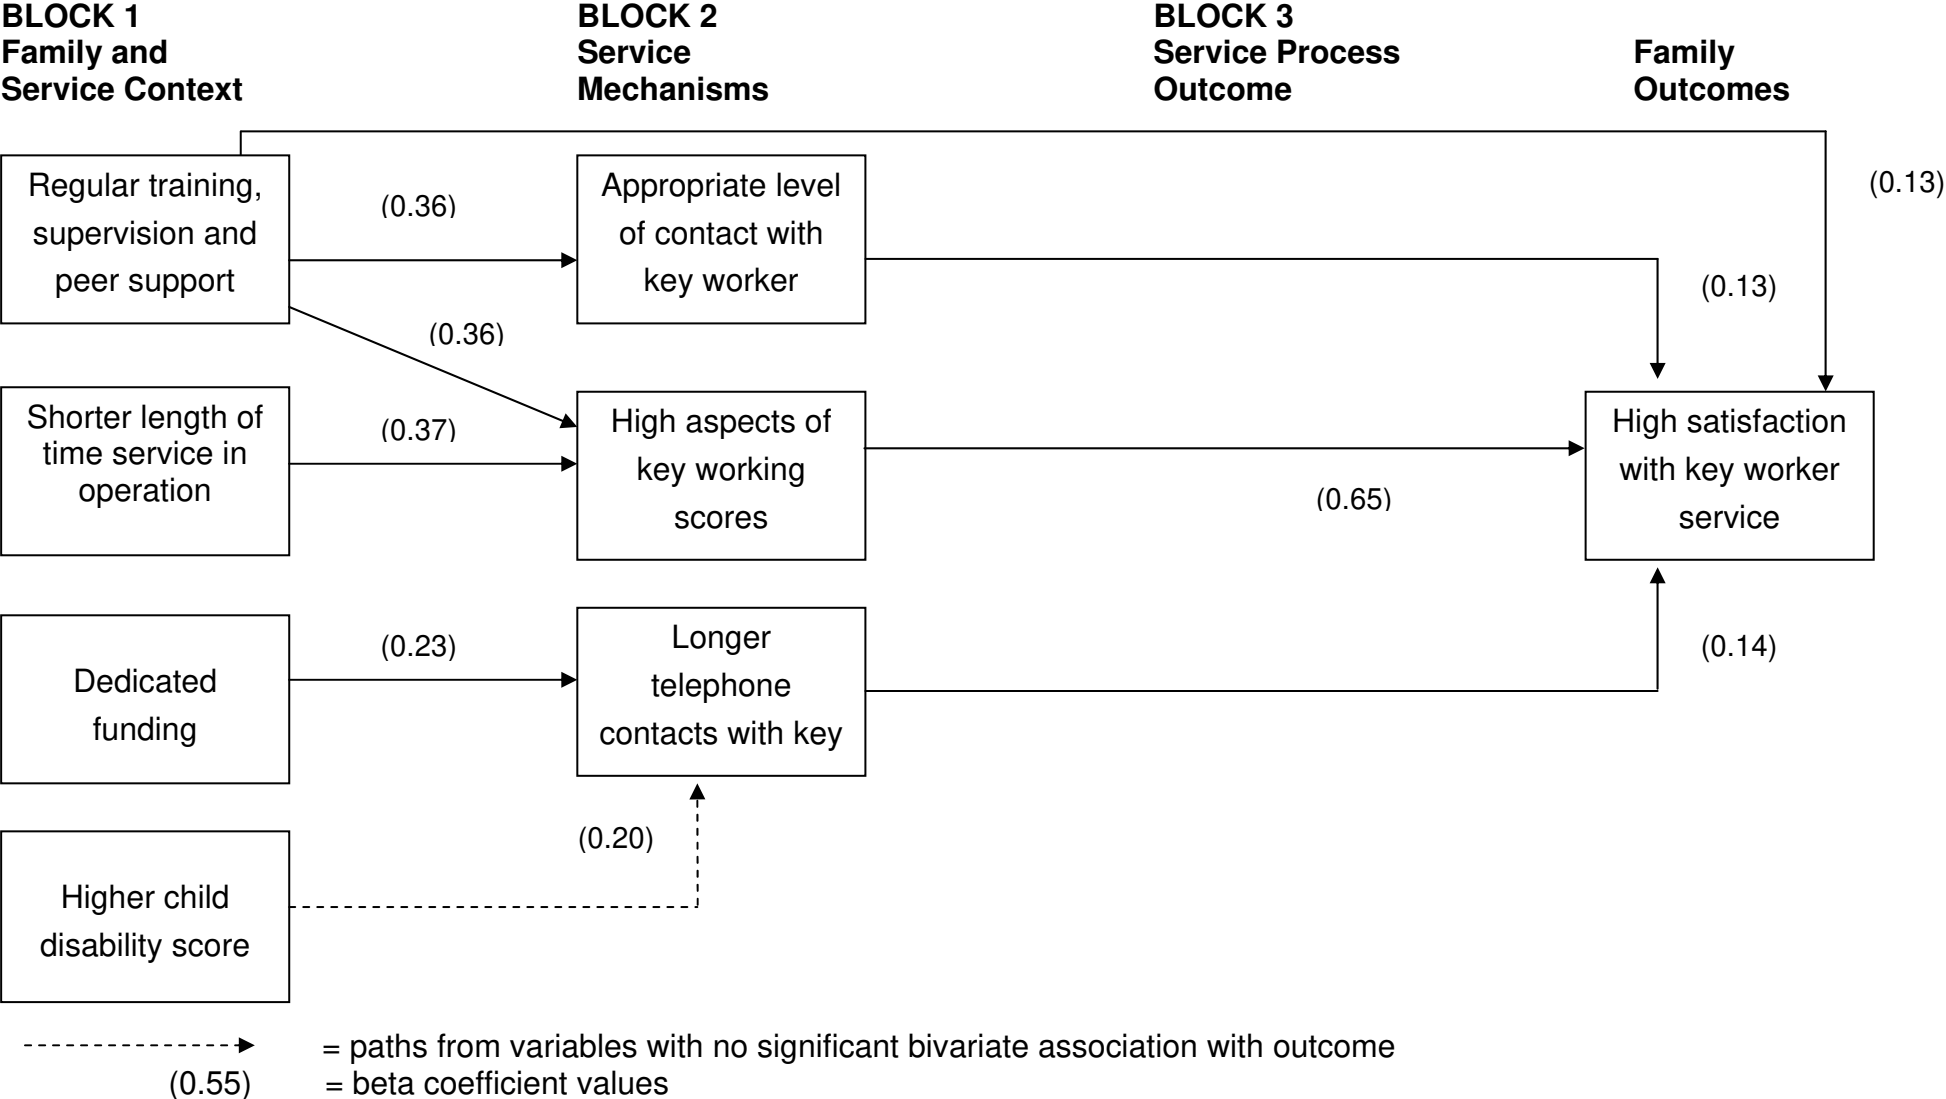 BLOCK 1
Family and
Service Context
BLOCK 2
Service
Mechanisms
BLOCK 3
Service Process
Outcome
Family
Outcomes
Regular training,
supervision and
peer support
(0.36)
Appropriate level
of contact with
key worker
(0.13)
(0.13)
(0.36)
Shorter length of
time service in
operation
(0.37)
High aspects of
key working
scores
(0.65)
High satisfaction
with key worker
service
Dedicated
funding
(0.23)
Longer
telephone
contacts with key
(0.14)
(0.20)
Higher child
disability score
= paths from variables with no significant bivariate association with outcome
(0.55) = beta coefficient values